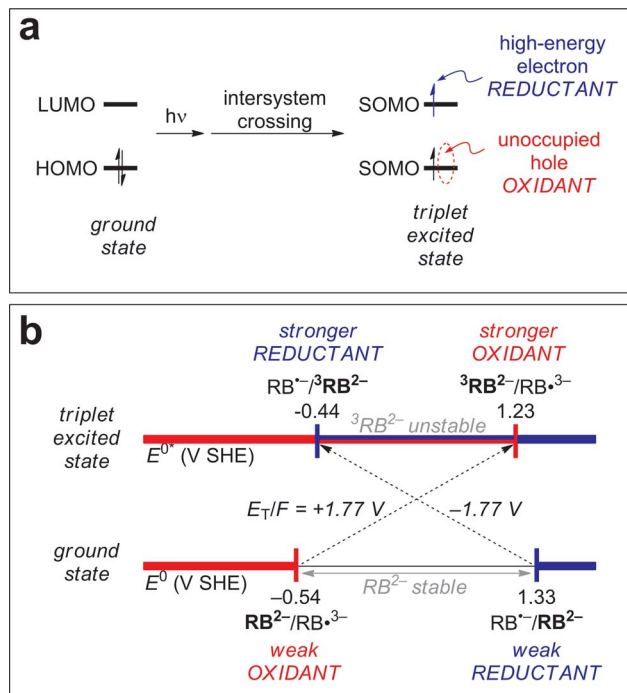 a
high-energy
electron
REDUCTANT
LUMO
hν
intersystem
crossing
SOMO
HOMO
SOMO
unoccupied
hole
OXIDANT
ground
state
triplet
excited
state
b
stronger
REDUCTANT
stronger
OXIDANT
RB•−/³RB²−
³RB²−/RB•³−
triplet
excited
state
-0.44
³RB²− unstable
1.23
E⁰* (V SHE)
E_T/F = +1.77 V
−1.77 V
ground
state
E⁰ (V SHE)
RB²− stable
−0.54
1.33
RB²−/RB•³−
RB•−/RB²−
weak
OXIDANT
weak
REDUCTANT